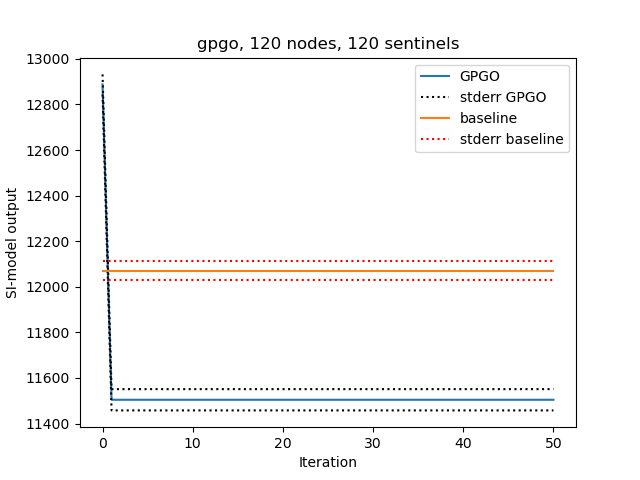 gpgo, 120 nodes, 120 sentinels
GPGO
stderr GPGO
baseline
stderr baseline
SI-model output
13000
12800
12600
12400
12200
12000
11800
11600
11400
0 10 20 30 40 50
Iteration